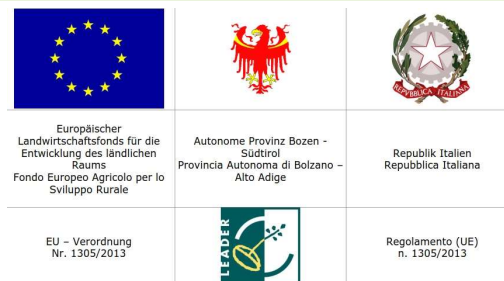 REPVBBLICA ITALIANA
Europäischer
Landwirtschaftsfonds für die
Entwicklung des ländlichen
Raums
Fondo Europeo Agricolo per lo
Sviluppo Rurale
Autonome Provinz Bozen -
Südtirol
Provincia Autonoma di Bolzano –
Alto Adige
Republik Italien
Repubblica Italiana
EU – Verordnung
Nr. 1305/2013
LEADER
Regolamento (UE)
n. 1305/2013